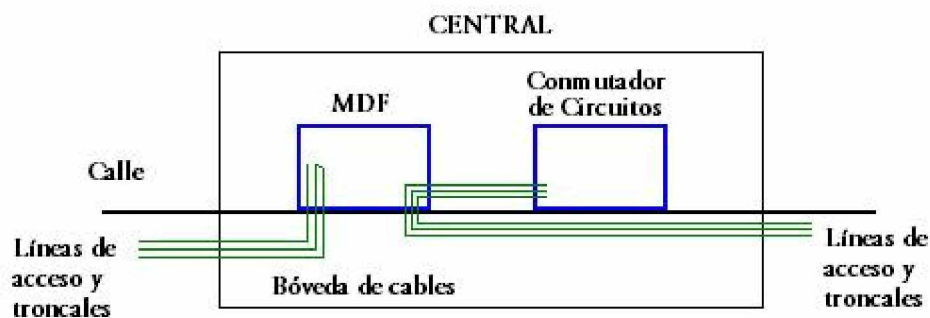 CENTRAL
MDF
Conmutador
de Circuitos
Calle
Líneas de
acceso y
troncales
Bóveda de cables
Líneas de
acceso y
troncales